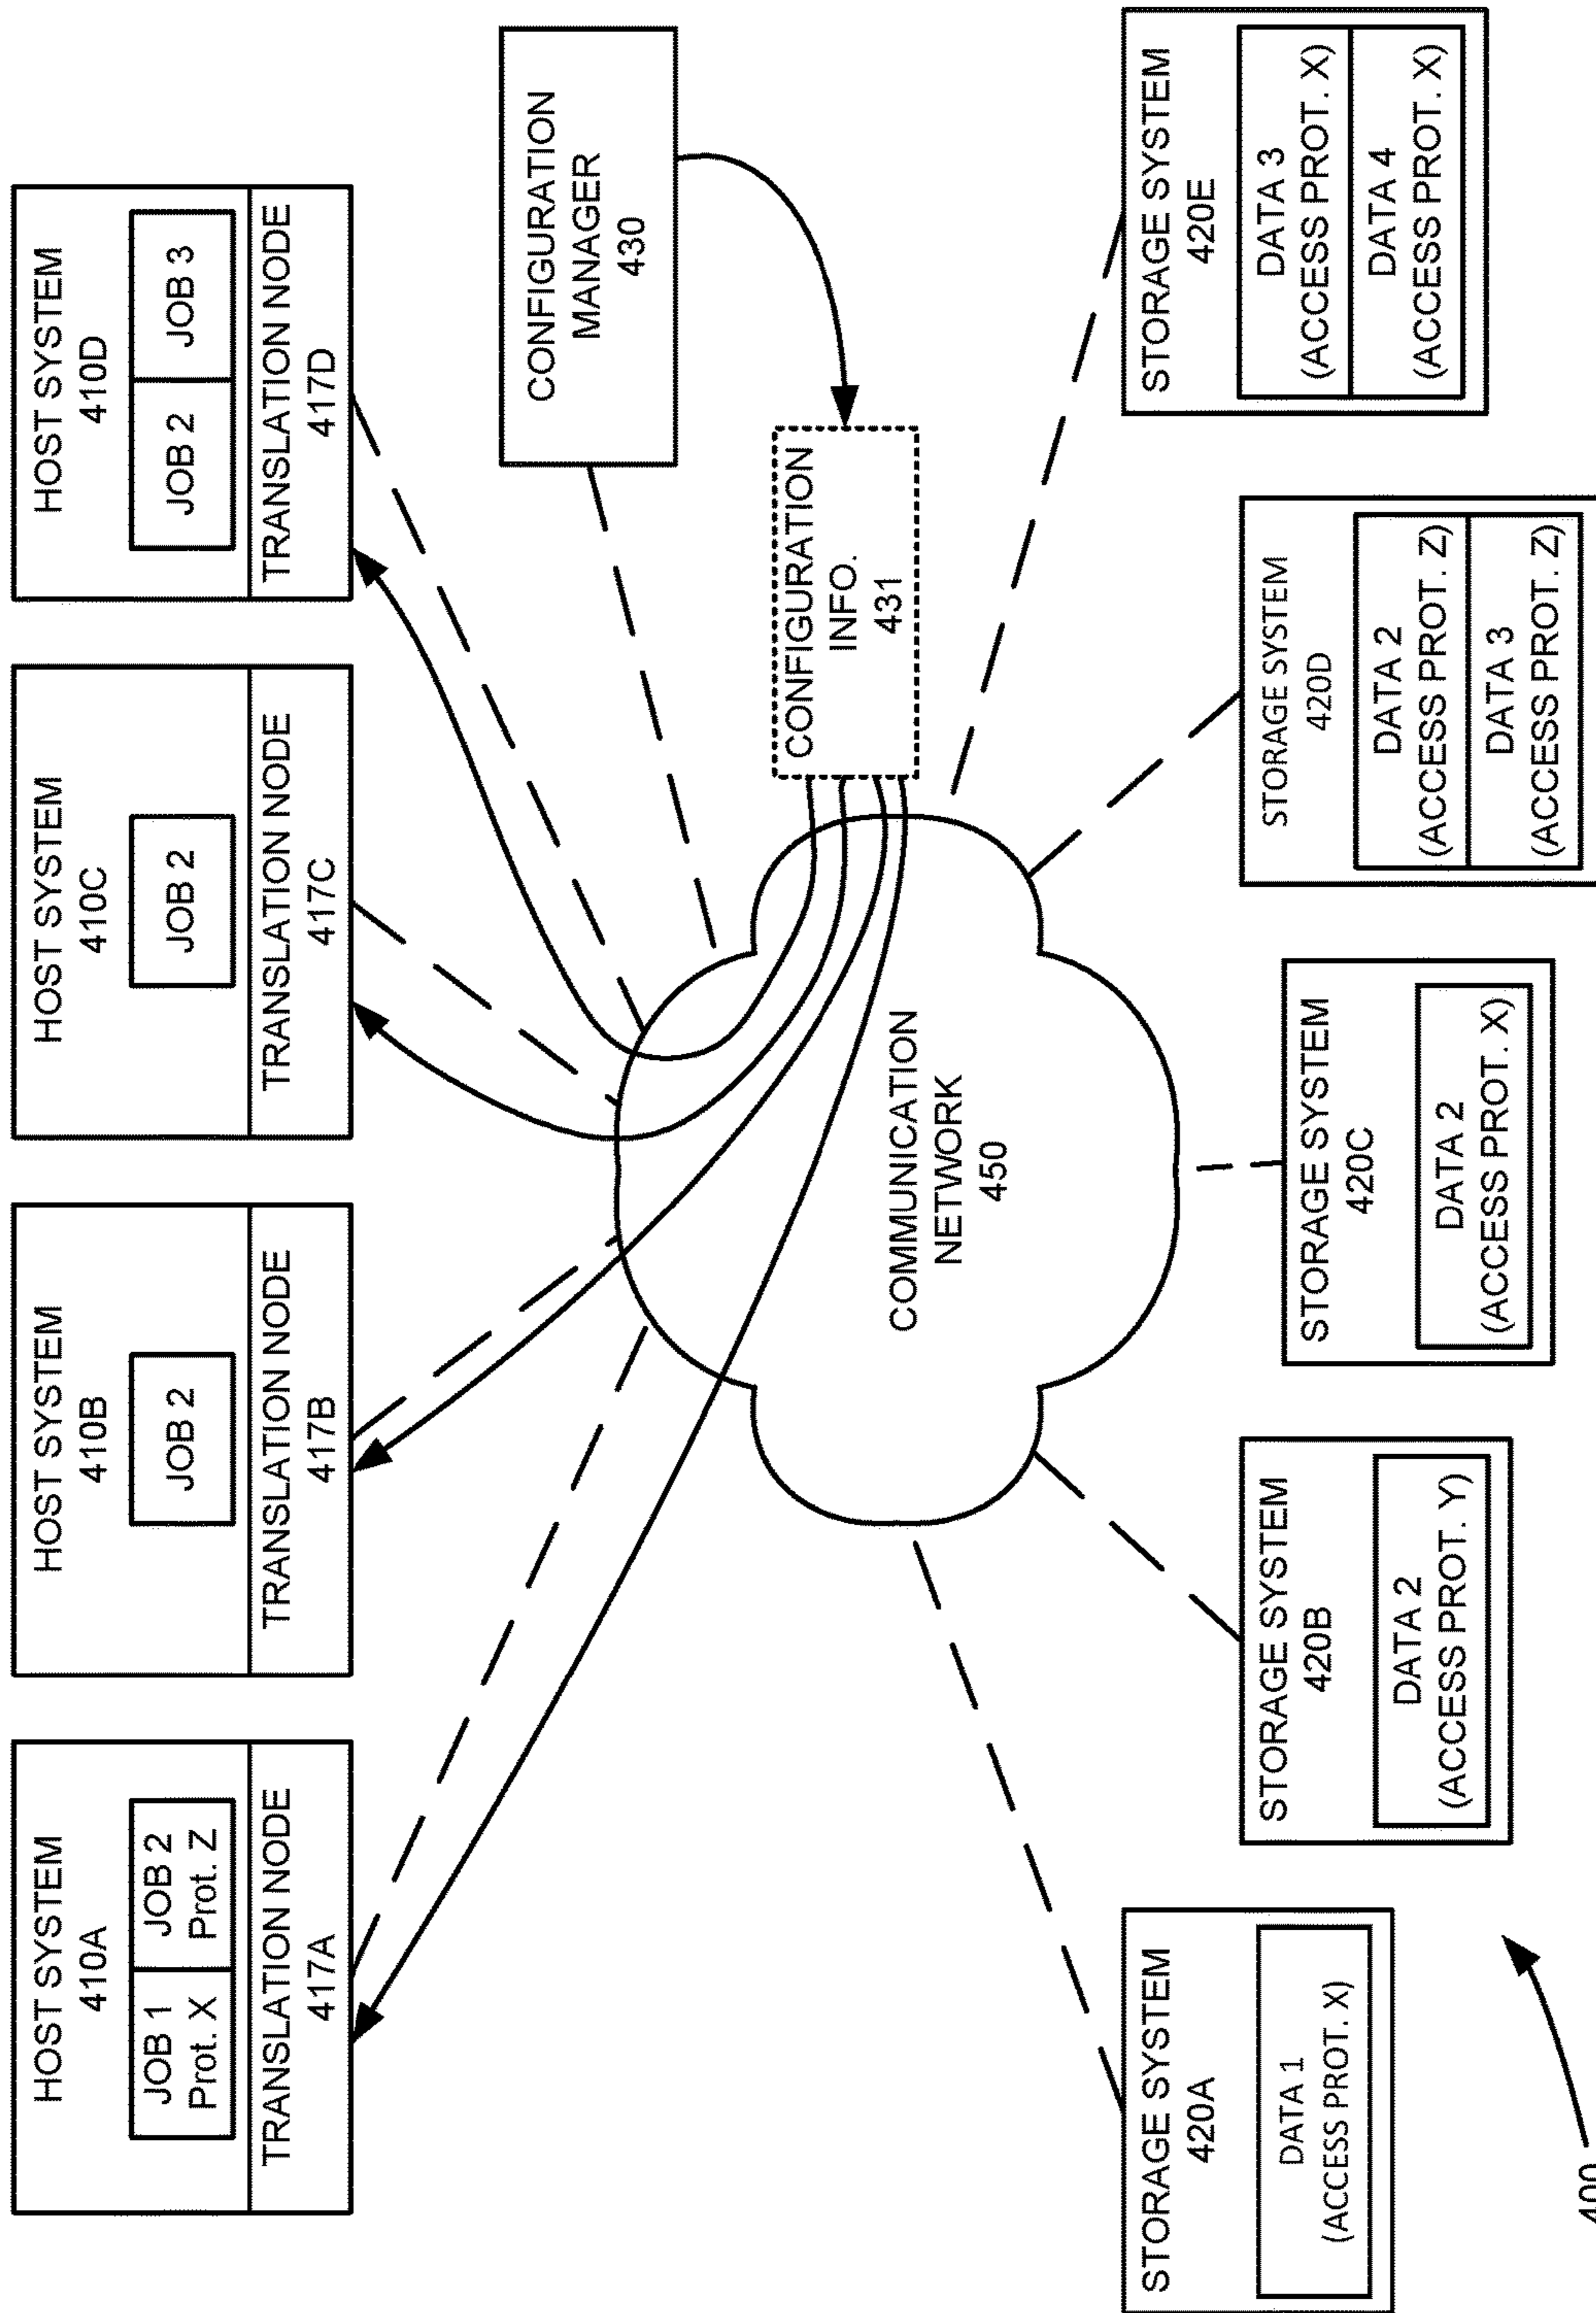 HOST SYSTEM
410A
JOB 1
Prot. X
JOB 2
Prot. Z
TRANSLATION NODE
417A
HOST SYSTEM
410B
JOB 2
TRANSLATION NODE
417B
HOST SYSTEM
410C
JOB 2
TRANSLATION NODE
417C
HOST SYSTEM
410D
JOB 2
JOB 3
TRANSLATION NODE
417D
CONFIGURATION
MANAGER
430
CONFIGURATION
INFO.
431
COMMUNICATION
NETWORK
450
STORAGE SYSTEM
420A
DATA 1
(ACCESS PROT. X)
STORAGE SYSTEM
420B
DATA 2
(ACCESS PROT. Y)
STORAGE SYSTEM
420C
DATA 2
(ACCESS PROT. X)
STORAGE SYSTEM
420D
DATA 2
(ACCESS PROT. Z)
DATA 3
(ACCESS PROT. Z)
STORAGE SYSTEM
420E
DATA 3
(ACCESS PROT. X)
DATA 4
(ACCESS PROT. X)
400